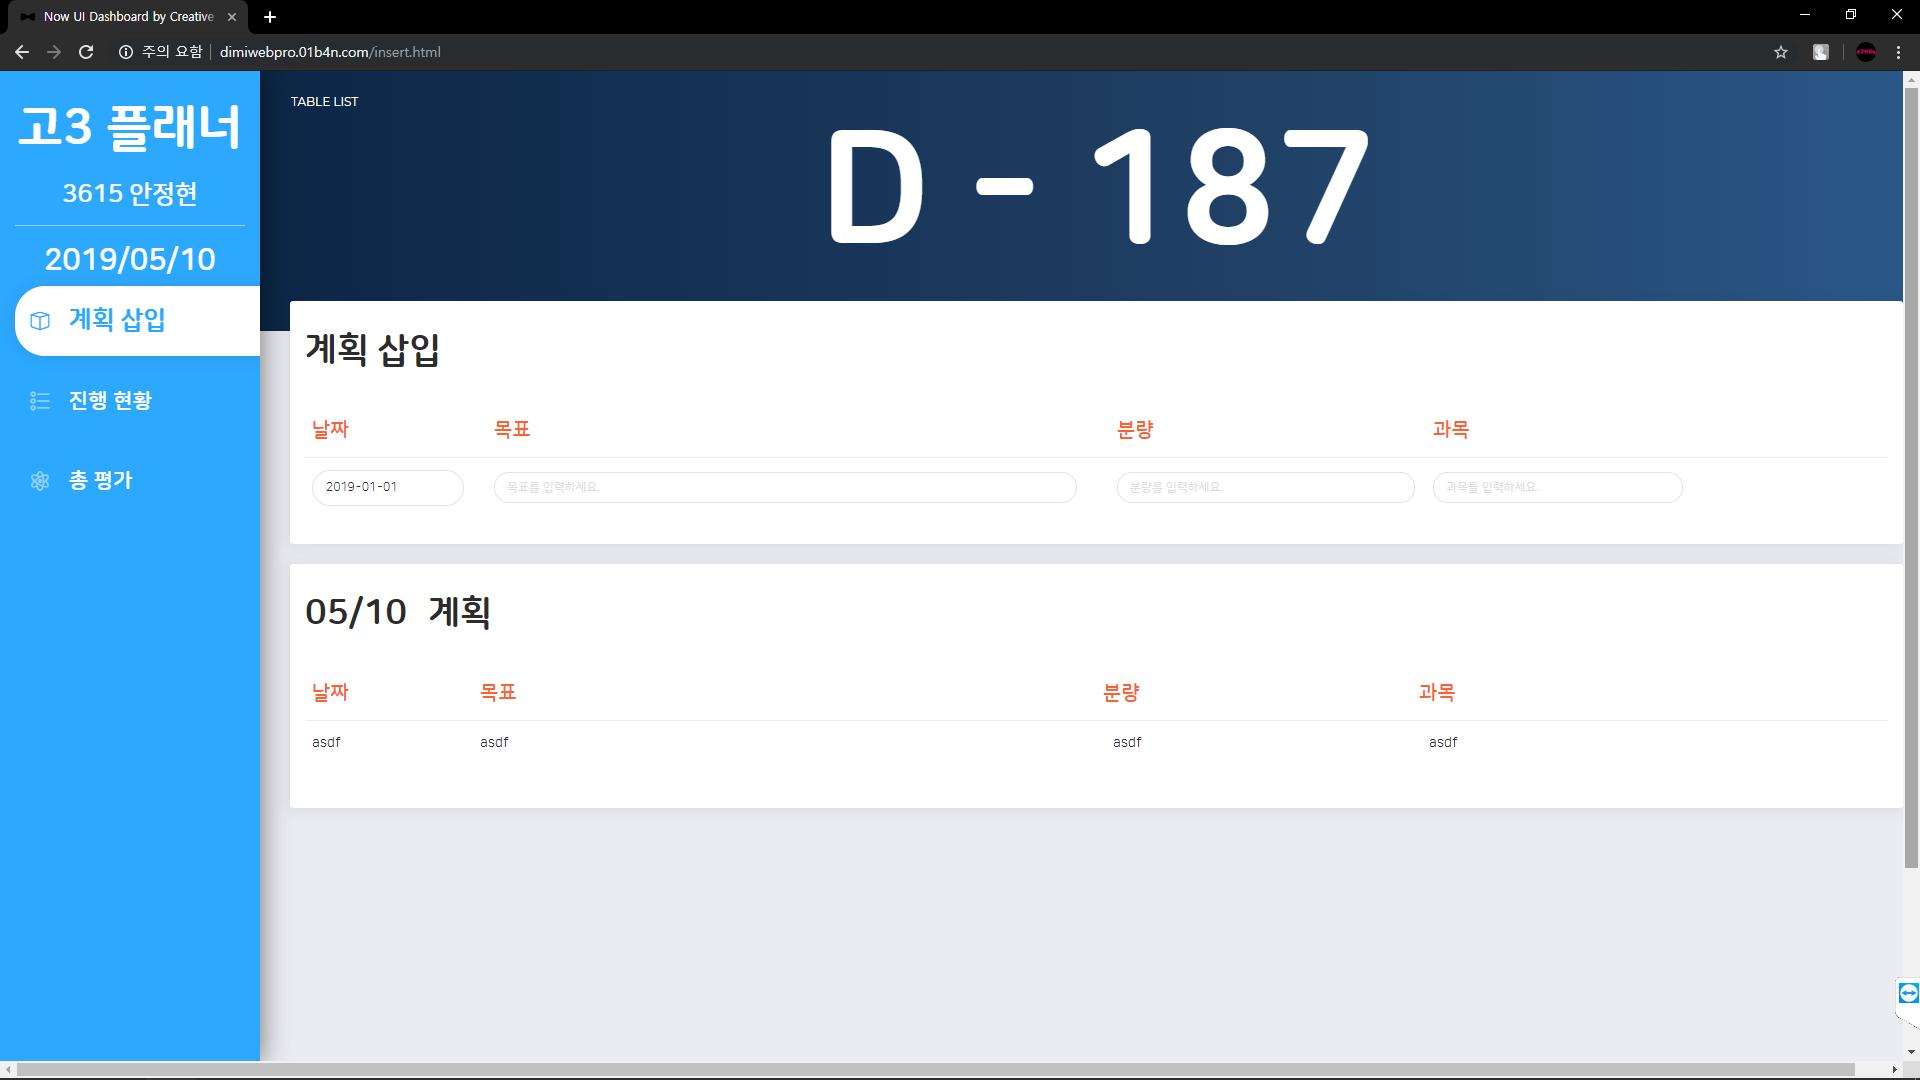 Now UI Dashboard by Creative
주의 요함 | dimiwebpro.01b4n.com/insert.html
고3 플래너
3615 안정현
2019/05/10
계획 삽입
진행 현황
총 평가
TABLE LIST
D - 187
계획 삽입
날짜 목표 분량 과목
2019-01-01 목표를 입력하세요. 분량를 입력하세요. 과목들 입력하세요.
05/10 계획
날짜 목표 분량 과목
asdf asdf asdf asdf